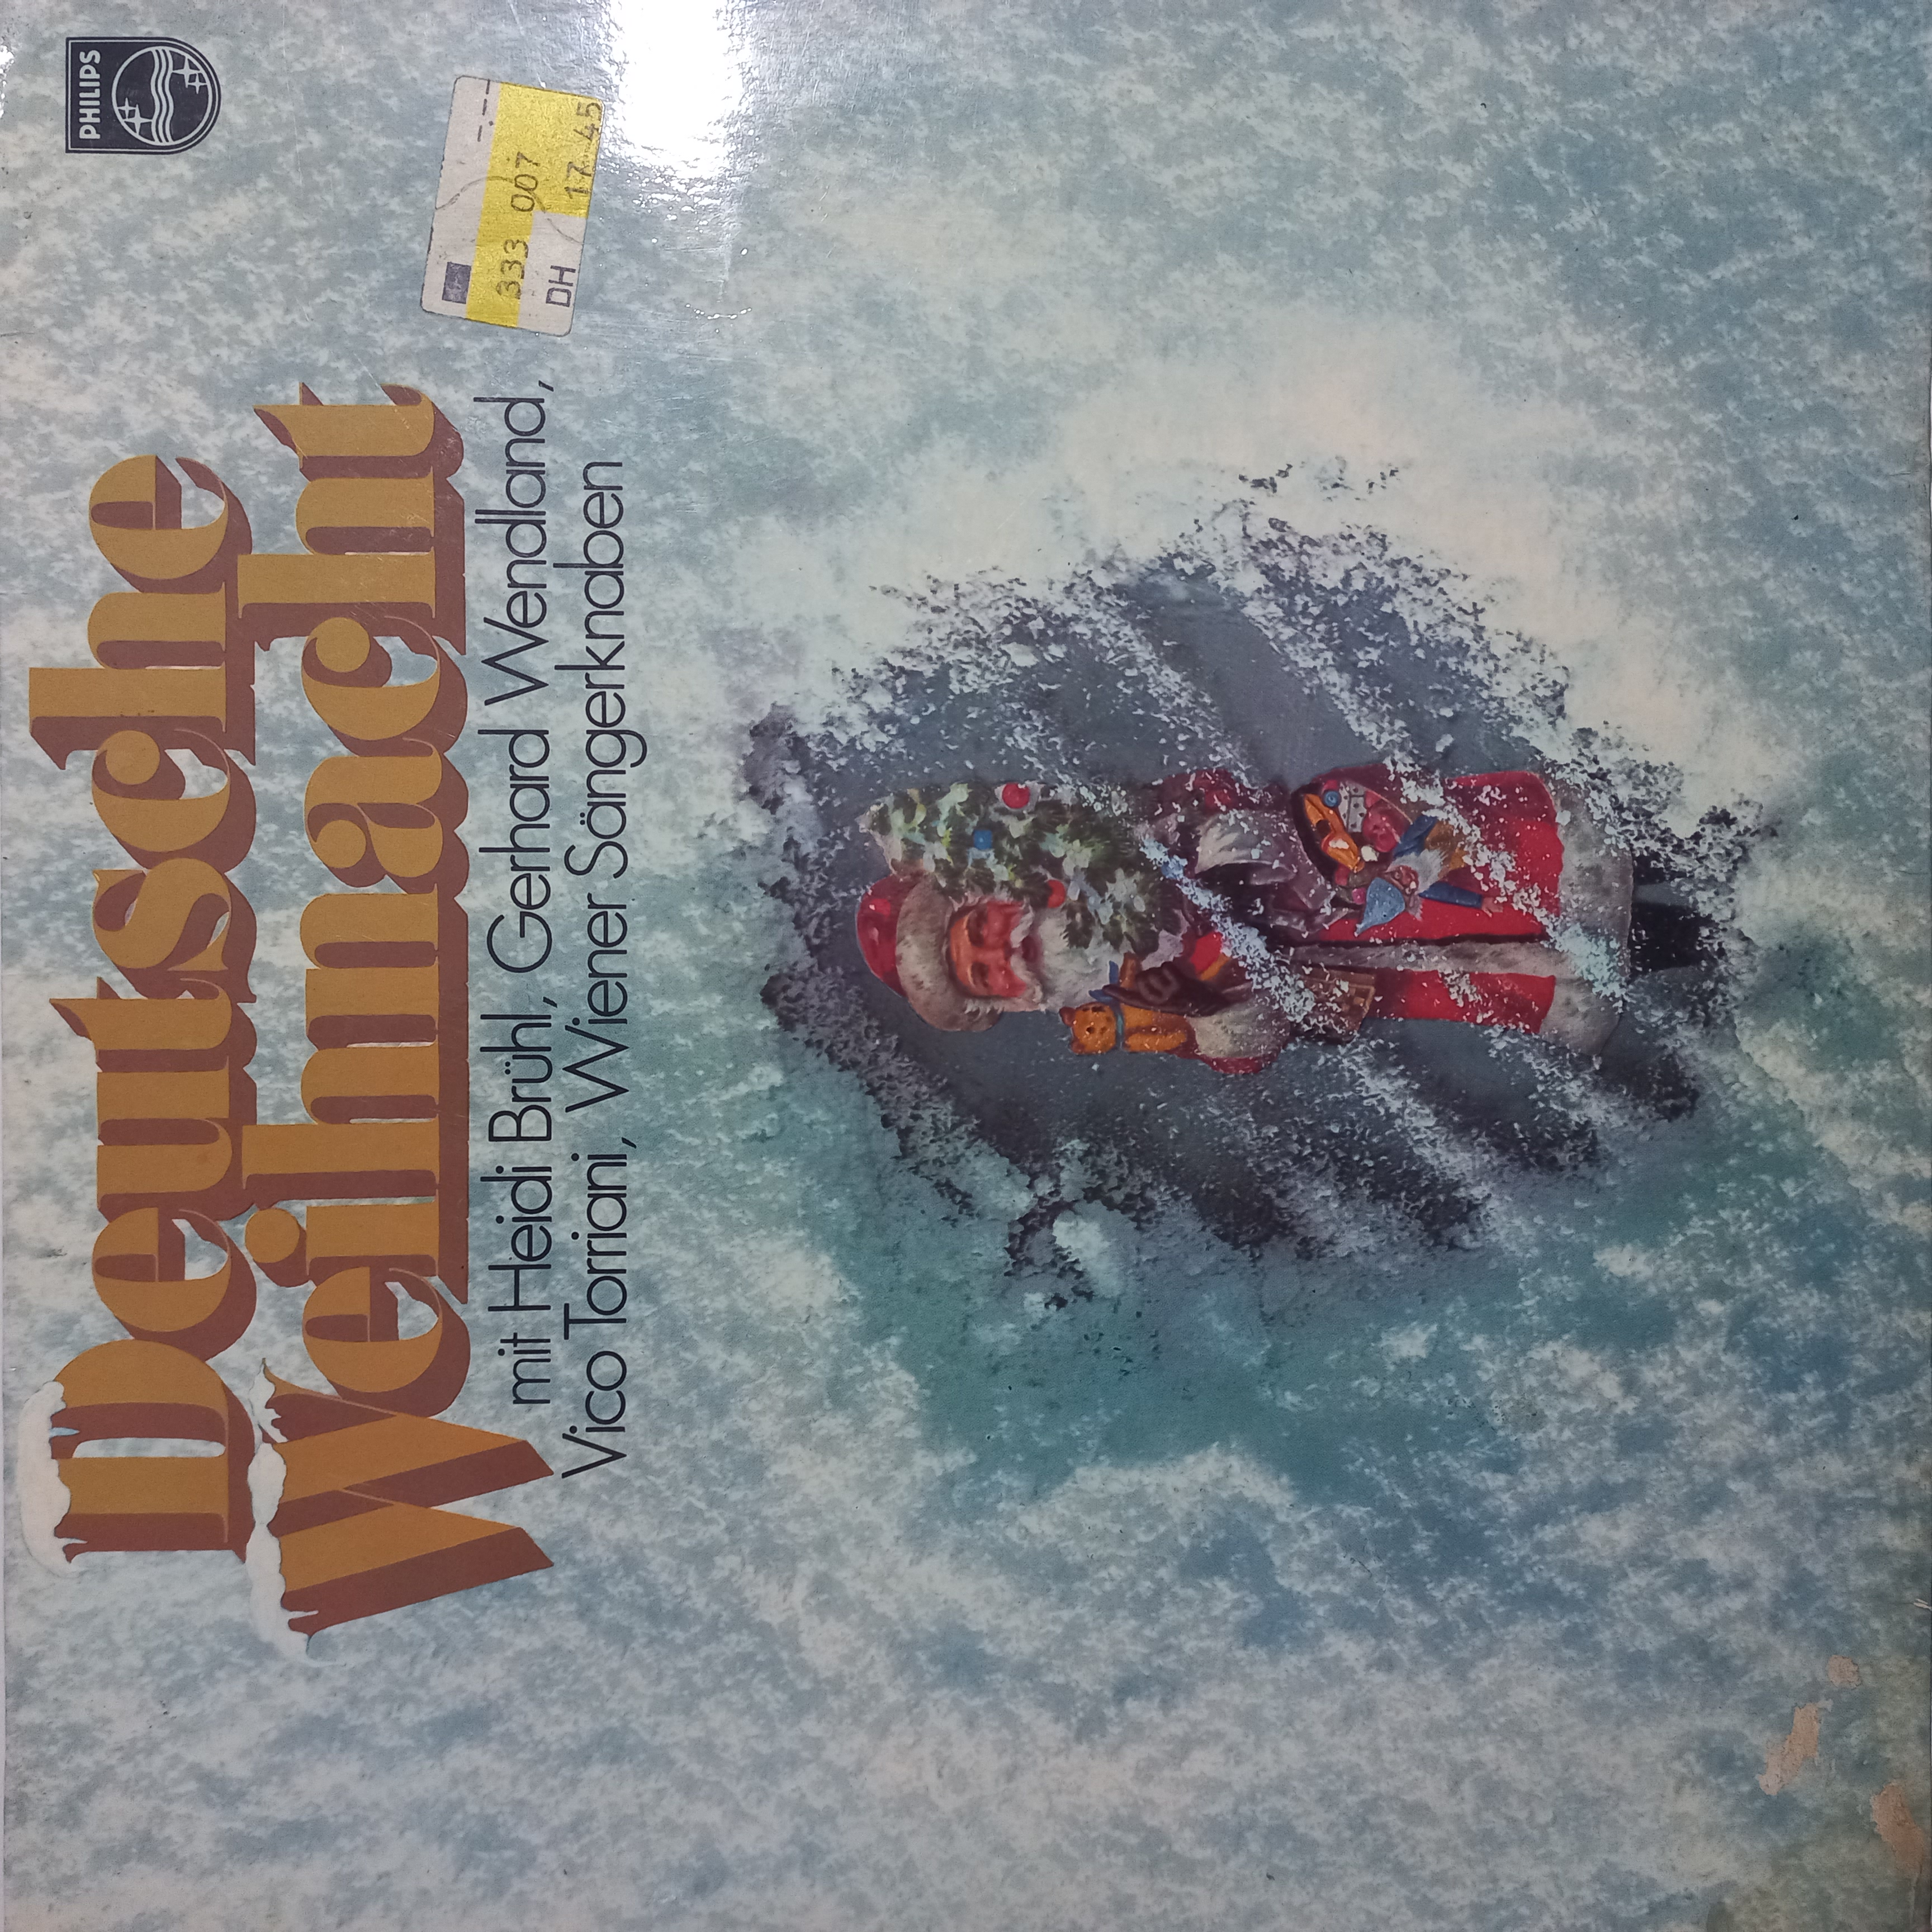 PHILIPS
Deutsche
Weihnacht
mit Heidi Brühl, Gerhard Wendland,
Vico Torriani, Wiener Sängerknaben
-.--
333 007
DH 17 45